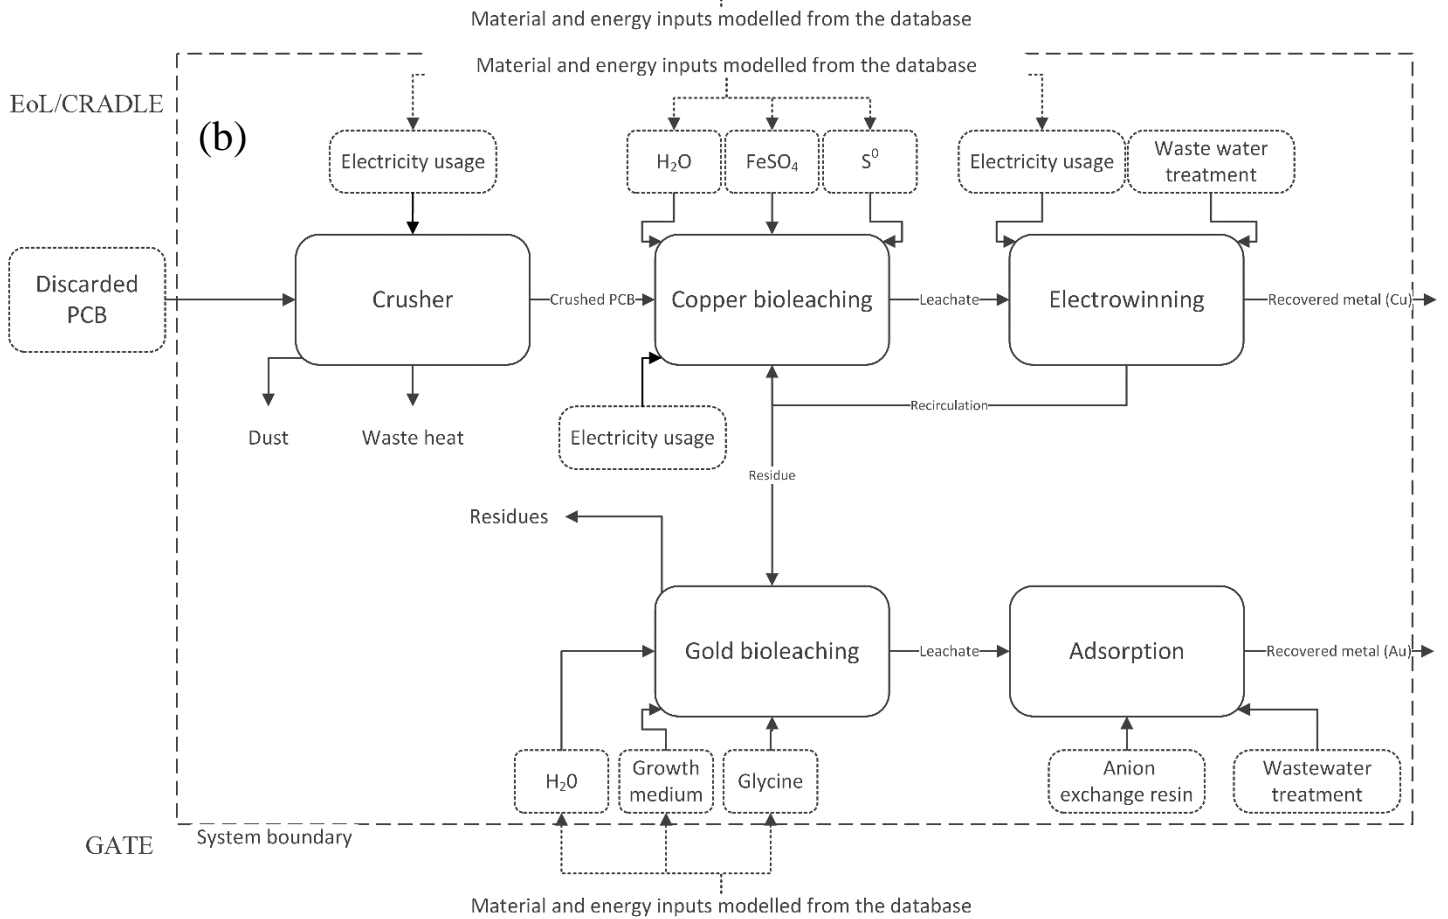 Material and energy inputs modelled from the database
Material and energy inputs modelled from the database
EoL/CRADLE
(b)
Electricity usage
H₂O
FeSO₄
S⁰
Electricity usage
Waste water
treatment
Discarded
PCB
Crusher
Crushed PCB
Copper bioleaching
Leachate
Electrowinning
Recovered metal (Cu)
Dust
Waste heat
Electricity usage
Recirculation
Residue
Residues
Gold bioleaching
Leachate
Adsorption
Recovered metal (Au)
H₂0
Growth
medium
Glycine
Anion
exchange resin
Wastewater
treatment
System boundary
GATE
Material and energy inputs modelled from the database